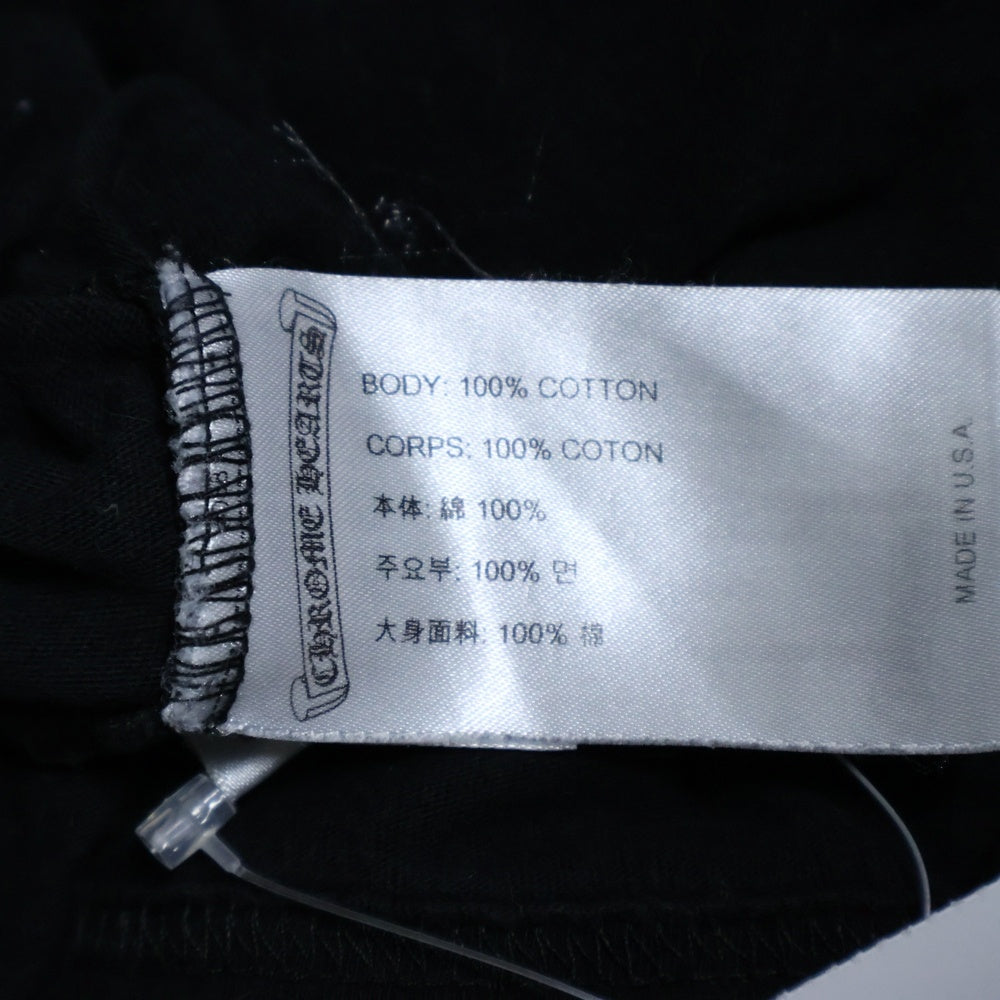 CHROME HEARTS
BODY: 100% COTTON
CORPS: 100% COTON
本体: 綿 100%
주요부: 100% 면
大身面料: 100% 棉
MADE IN U.S.A